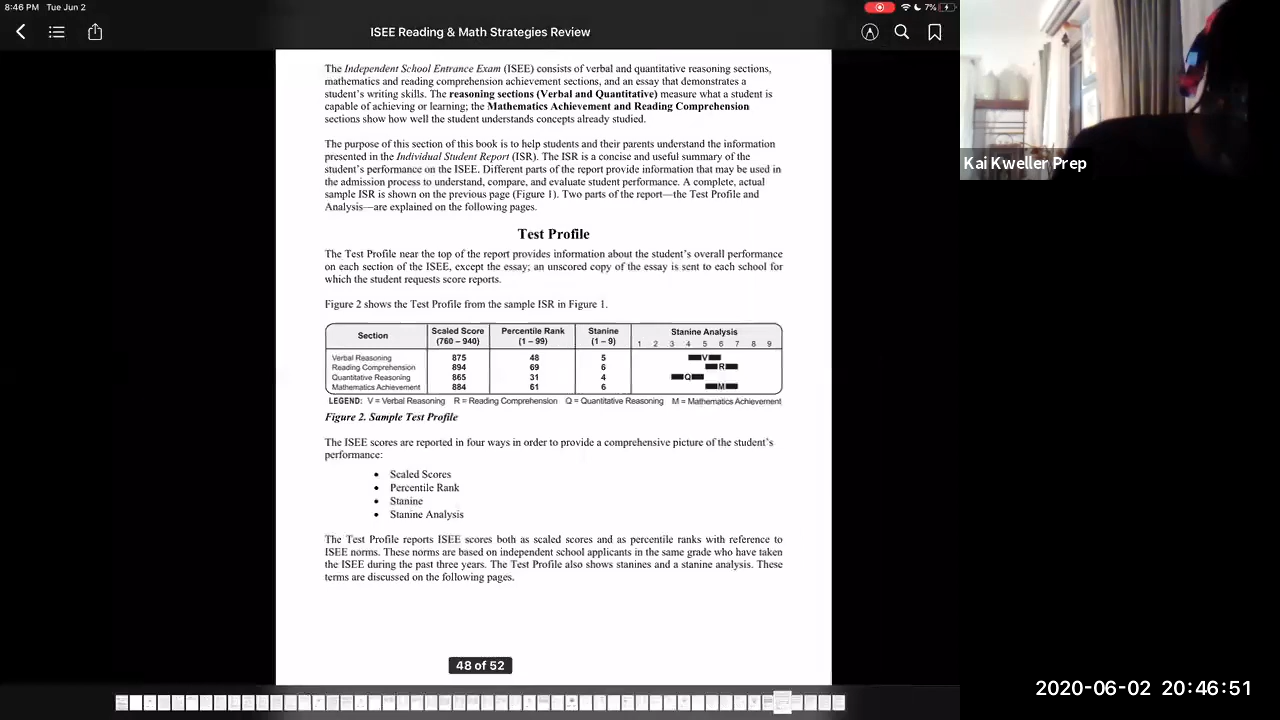 8:46 PM Tue Jun 2
7%
ISEE Reading & Math Strategies Review
The Independent School Entrance Exam (ISEE) consists of verbal and quantitative reasoning sections,
mathematics and reading comprehension achievement sections, and an essay that demonstrates a
student's writing skills. The reasoning sections (Verbal and Quantitative) measure what a student is
capable of achieving or learning; the Mathematics Achievement and Reading Comprehension
sections show how well the student understands concepts already studied.
The purpose of this section of this book is to help students and their parents understand the information
presented in the Individual Student Report (ISR). The ISR is a concise and useful summary of the
student's performance on the ISEE. Different parts of the report provide information that may be used in
the admission process to understand, compare, and evaluate student performance. A complete, actual
sample ISR is shown on the previous page (Figure 1). Two parts of the report—the Test Profile and
Analysis—are explained on the following pages.
Test Profile
The Test Profile near the top of the report provides information about the student's overall performance
on each section of the ISEE, except the essay; an unscored copy of the essay is sent to each school for
which the student requests score reports.
Figure 2 shows the Test Profile from the sample ISR in Figure 1.
Section Scaled Score (760 – 940) Percentile Rank (1 – 99) Stanine (1 – 9) Stanine Analysis
1 2 3 4 5 6 7 8 9
Verbal Reasoning 875 48 5 V
Reading Comprehension 894 69 6 R
Quantitative Reasoning 865 31 4 Q
Mathematics Achievement 884 61 6 M
LEGEND: V = Verbal Reasoning R = Reading Comprehension Q = Quantitative Reasoning M = Mathematics Achievement
Figure 2. Sample Test Profile
The ISEE scores are reported in four ways in order to provide a comprehensive picture of the student's
performance:
• Scaled Scores
• Percentile Rank
• Stanine
• Stanine Analysis
The Test Profile reports ISEE scores both as scaled scores and as percentile ranks with reference to
ISEE norms. These norms are based on independent school applicants in the same grade who have taken
the ISEE during the past three years. The Test Profile also shows stanines and a stanine analysis. These
terms are discussed on the following pages.
48 of 52
Kai Kweller Prep
2020-06-02 20:46:51